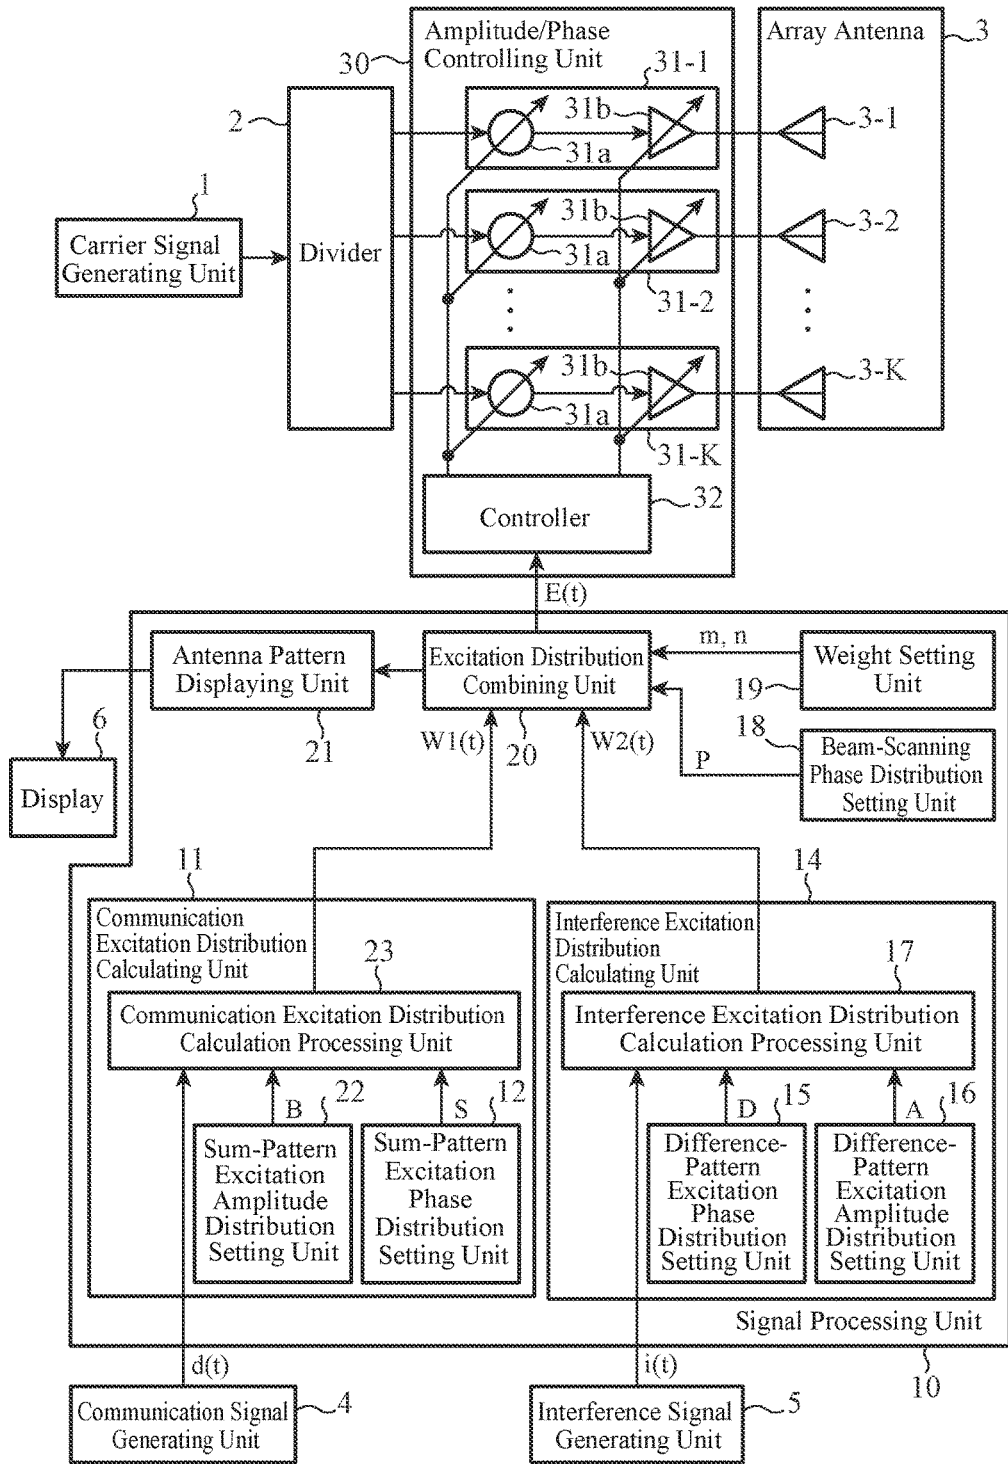 Amplitude/Phase
Controlling Unit
30
Array Antenna
3
31-1
2
31b
31a
3-1
1
Carrier Signal
Generating Unit
Divider
31b
31a
3-2
31-2
31b
31a
3-K
31-K
32
Controller
E(t)
Antenna Pattern
Displaying Unit
21
Excitation Distribution
Combining Unit
20
m, n
Weight Setting
Unit
19
6
Display
W1(t)
W2(t)
P
18
Beam-Scanning
Phase Distribution
Setting Unit
11
Communication
Excitation Distribution
Calculating Unit
23
Communication Excitation Distribution
Calculation Processing Unit
14
Interference Excitation
Distribution
Calculating Unit
17
Interference Excitation Distribution
Calculation Processing Unit
B
22
S
12
D
15
A
16
Sum-Pattern
Excitation
Amplitude
Distribution
Setting Unit
Sum-Pattern
Excitation
Phase
Distribution
Setting Unit
Difference-
Pattern
Excitation
Phase
Distribution
Setting Unit
Difference-
Pattern
Excitation
Amplitude
Distribution
Setting Unit
Signal Processing Unit
10
d(t)
i(t)
Communication Signal
Generating Unit
4
Interference Signal
Generating Unit
5